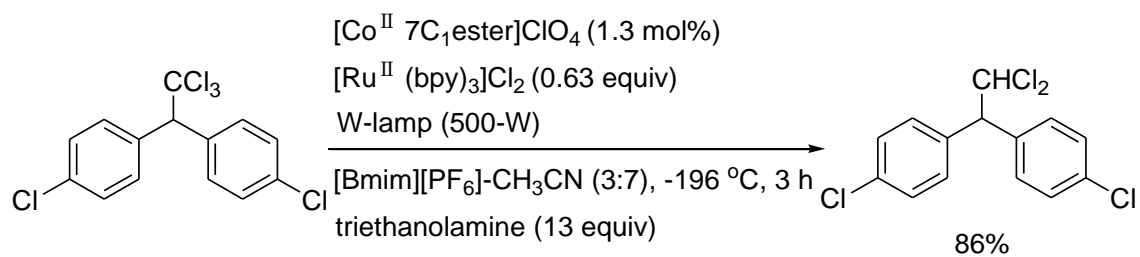 [Coᴵᴵ 7C₁ester]ClO₄ (1.3 mol%)
[Ruᴵᴵ (bpy)₃]Cl₂ (0.63 equiv)
W-lamp (500-W)
[Bmim][PF₆]-CH₃CN (3:7), -196 °C, 3 h
triethanolamine (13 equiv)
CCl₃
Cl
Cl
CHCl₂
Cl
Cl
86%